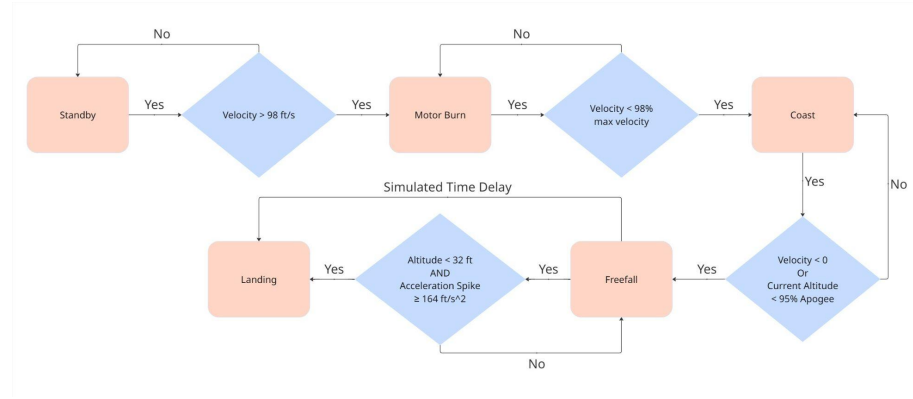 No
No
Standby
Yes
Velocity > 98 ft/s
Yes
Motor Burn
Yes
Velocity < 98%
max velocity
Yes
Coast
Simulated Time Delay
Yes
No
Landing
Yes
Altitude < 32 ft
AND
Acceleration Spike
≥ 164 ft/s^2
Yes
Freefall
Yes
Velocity < 0
Or
Current Altitude
< 95% Apogee
No